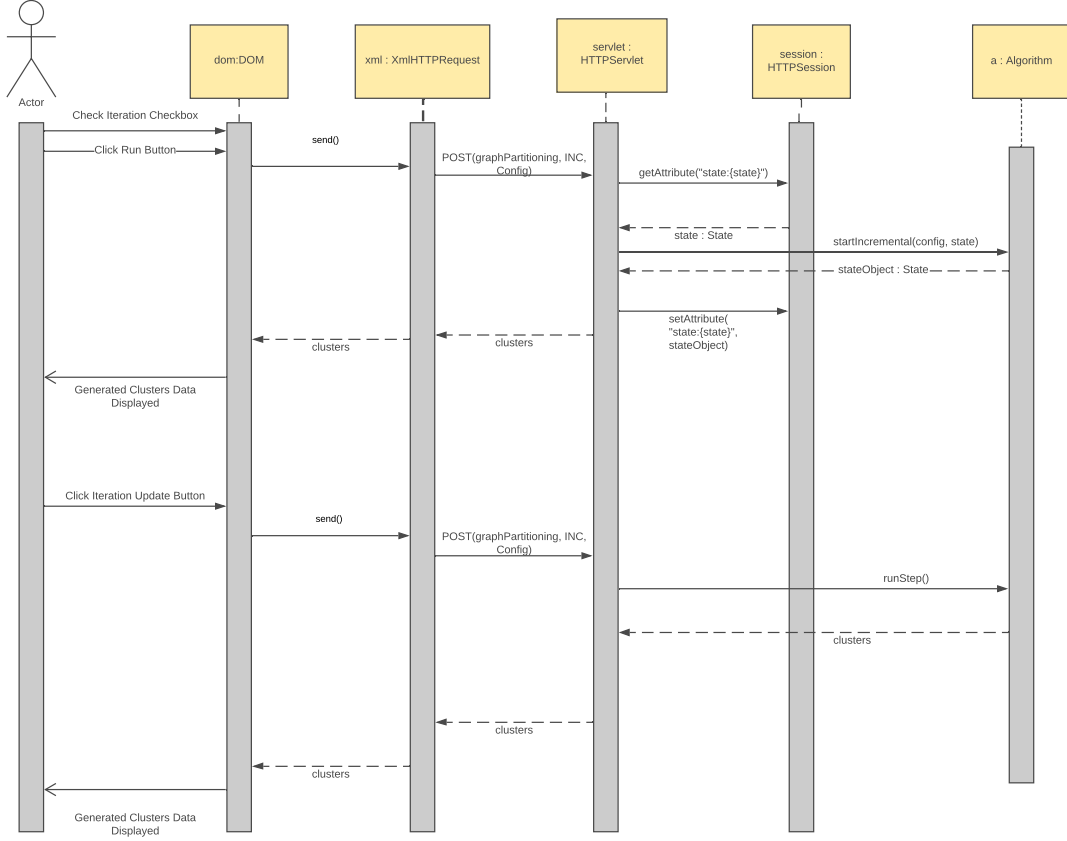 Actor
dom:DOM
xml : XmlHTTPRequest
servlet :
HTTPServlet
session :
HTTPSession
a : Algorithm
Check Iteration Checkbox
Click Run Button
send()
POST(graphPartitioning, INC,
Config)
getAttribute("state:{state}")
state : State
startIncremental(config, state)
stateObject : State
setAttribute(
"state:{state}",
stateObject)
clusters
clusters
Generated Clusters Data
Displayed
Click Iteration Update Button
send()
POST(graphPartitioning, INC,
Config)
runStep()
clusters
clusters
clusters
Generated Clusters Data
Displayed